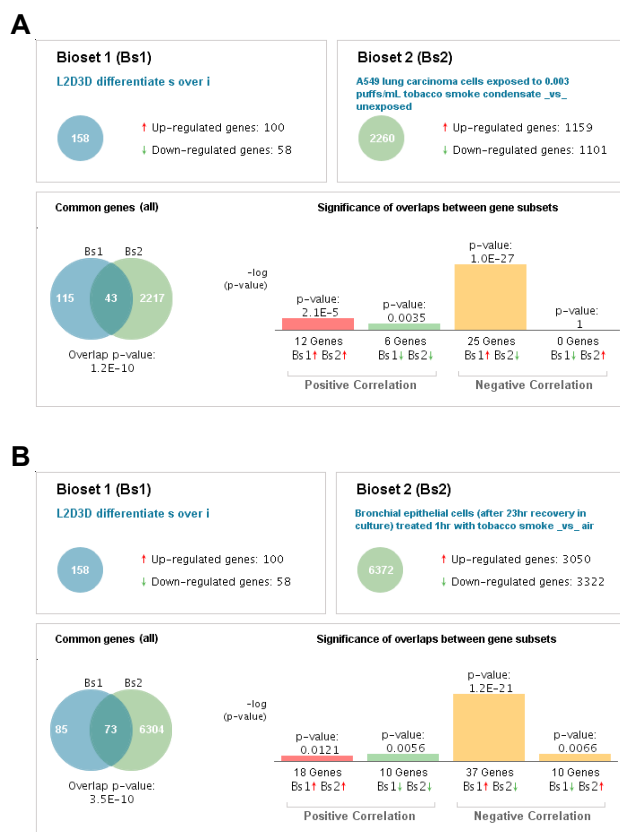 A
Bioset 1 (Bs1)
L2D3D differentiate s over i
158
↑ Up-regulated genes: 100
↓ Down-regulated genes: 58
Bioset 2 (Bs2)
A549 lung carcinoma cells exposed to 0.003
puffs/mL tobacco smoke condensate _vs_
unexposed
2260
↑ Up-regulated genes: 1159
↓ Down-regulated genes: 1101
Common genes (all)
Bs1 Bs2
115 43 2217
Overlap p-value:
1.2E-10
Significance of overlaps between gene subsets
-log
(p-value)
p-value:
2.1E-5
p-value:
0.0035
p-value:
1.0E-27
p-value:
1
12 Genes 6 Genes 25 Genes 0 Genes
Bs1↑ Bs2↑ Bs1↓ Bs2↓ Bs1↑ Bs2↓ Bs1↓ Bs2↑
Positive Correlation Negative Correlation
B
Bioset 1 (Bs1)
L2D3D differentiate s over i
158
↑ Up-regulated genes: 100
↓ Down-regulated genes: 58
Bioset 2 (Bs2)
Bronchial epithelial cells (after 23hr recovery in
culture) treated 1hr with tobacco smoke _vs_ air
6372
↑ Up-regulated genes: 3050
↓ Down-regulated genes: 3322
Common genes (all)
Bs1 Bs2
85 73 6304
Overlap p-value:
3.5E-10
Significance of overlaps between gene subsets
-log
(p-value)
p-value:
0.0121
p-value:
0.0056
p-value:
1.2E-21
p-value:
0.0066
18 Genes 10 Genes 37 Genes 10 Genes
Bs1↑ Bs2↑ Bs1↓ Bs2↓ Bs1↑ Bs2↓ Bs1↓ Bs2↑
Positive Correlation Negative Correlation